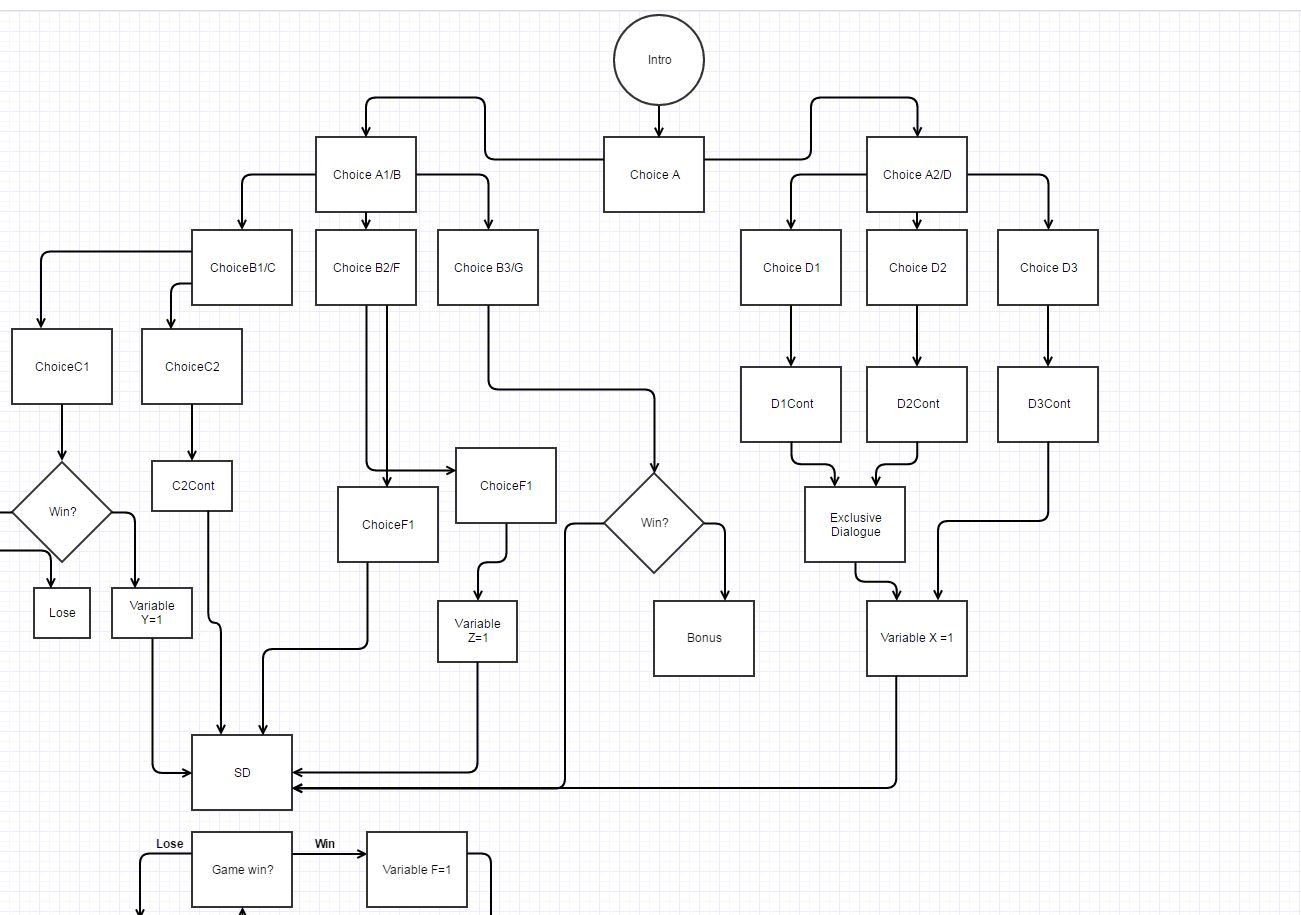 Intro
Choice A1/B
Choice A
Choice A2/D
ChoiceB1/C
Choice B2/F
Choice B3/G
Choice D1
Choice D2
Choice D3
ChoiceC1
ChoiceC2
D1Cont
D2Cont
D3Cont
Win?
C2Cont
ChoiceF1
ChoiceF1
Win?
Exclusive
Dialogue
Lose
Variable
Y=1
Variable
Z=1
Bonus
Variable X =1
SD
Lose
Game win?
Win
Variable F=1